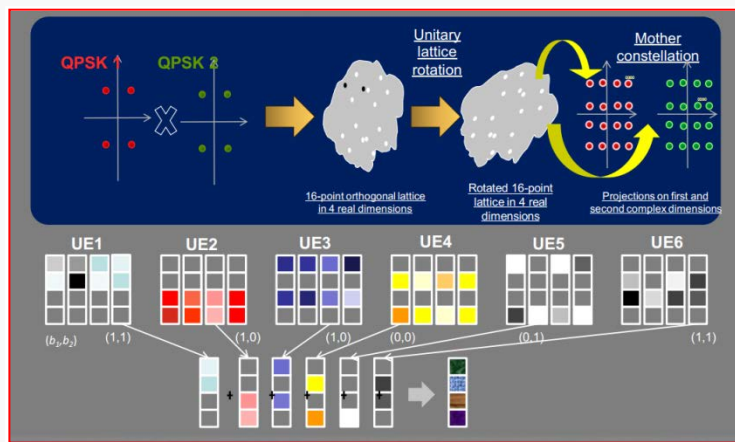 Unitary
lattice
rotation
Mother
constellation
QPSK 1
QPSK 2
16-point orthogonal lattice
in 4 real dimensions
Rotated 16-point
lattice in 4 real
dimensions
Projections on first and
second complex dimensions
UE1 UE2 UE3 UE4 UE5 UE6
(b₁,b₂) (1,1) (1,0) (1,0) (0,0) (0,1) (1,1)
+ + + + +